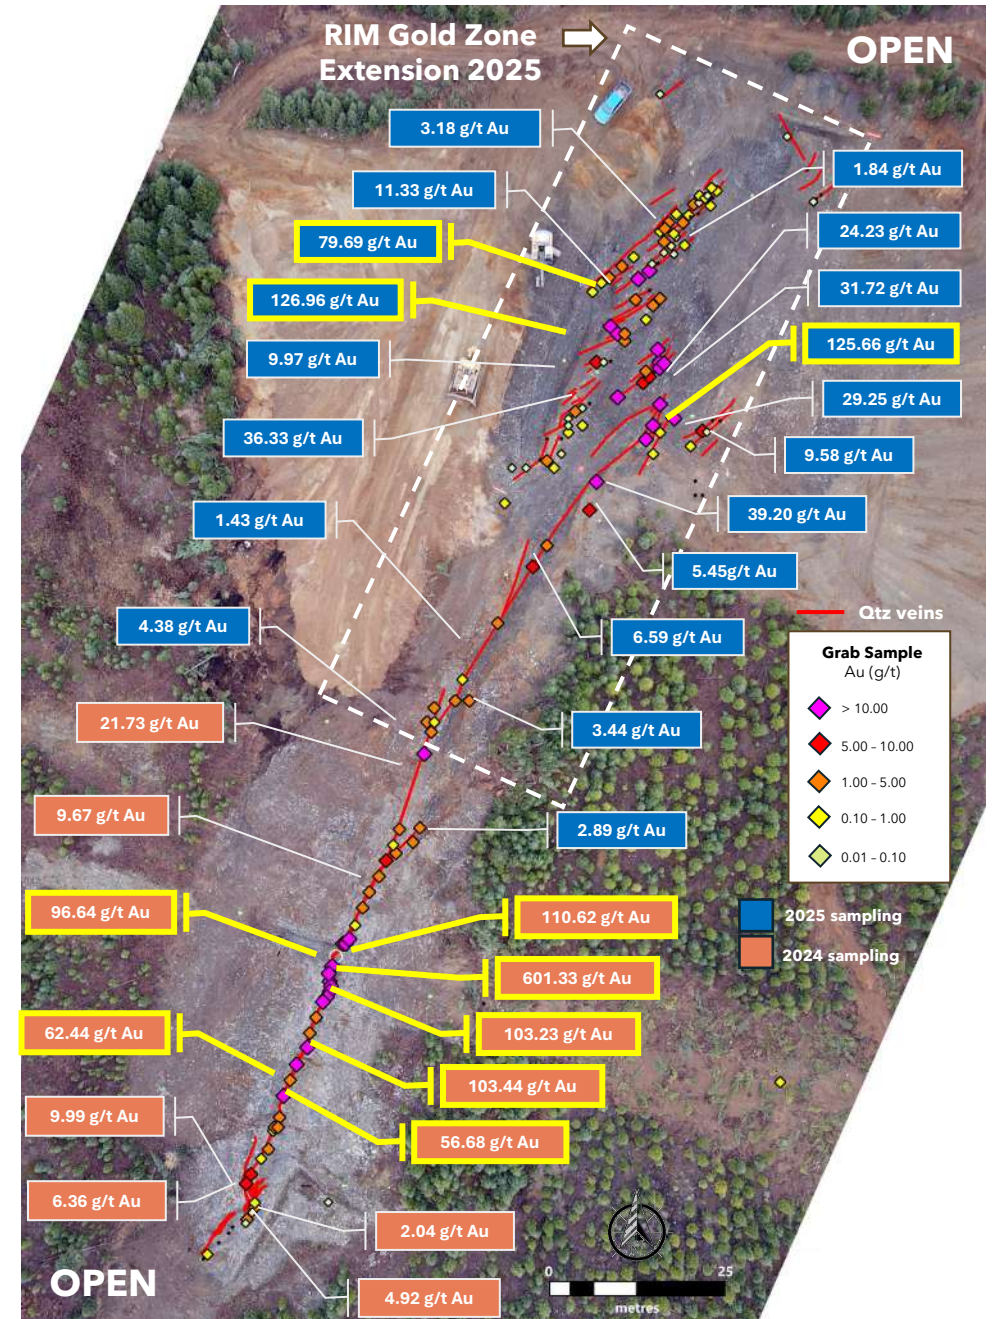 RIM Gold Zone
Extension 2025
OPEN
3.18 g/t Au
1.84 g/t Au
11.33 g/t Au
24.23 g/t Au
79.69 g/t Au
31.72 g/t Au
126.96 g/t Au
125.66 g/t Au
9.97 g/t Au
29.25 g/t Au
36.33 g/t Au
9.58 g/t Au
39.20 g/t Au
1.43 g/t Au
5.45g/t Au
4.38 g/t Au
6.59 g/t Au
Qtz veins
Grab Sample
Au (g/t)
> 10.00
5.00 – 10.00
1.00 – 5.00
0.10 – 1.00
0.01 – 0.10
21.73 g/t Au
3.44 g/t Au
9.67 g/t Au
2.89 g/t Au
2025 sampling
2024 sampling
96.64 g/t Au
110.62 g/t Au
601.33 g/t Au
62.44 g/t Au
103.23 g/t Au
103.44 g/t Au
9.99 g/t Au
56.68 g/t Au
6.36 g/t Au
2.04 g/t Au
OPEN
4.92 g/t Au
0 25
metres